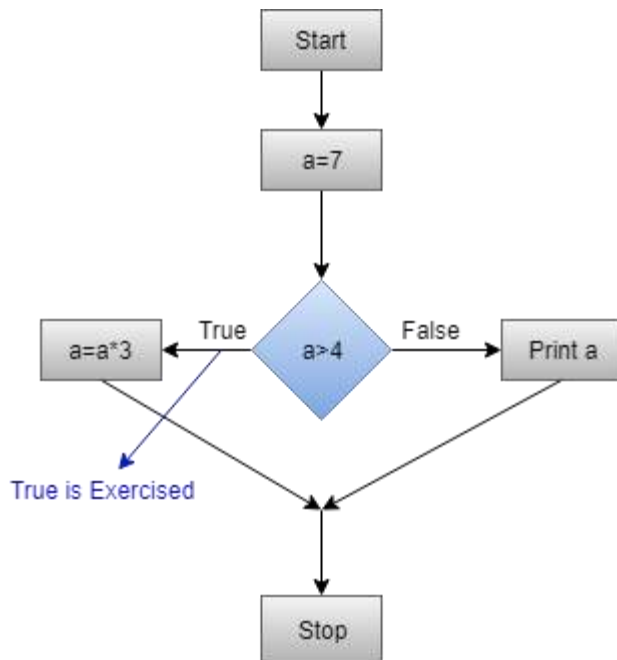 Start
a=7
True
False
a=a*3
a>4
Print a
True is Exercised
Stop